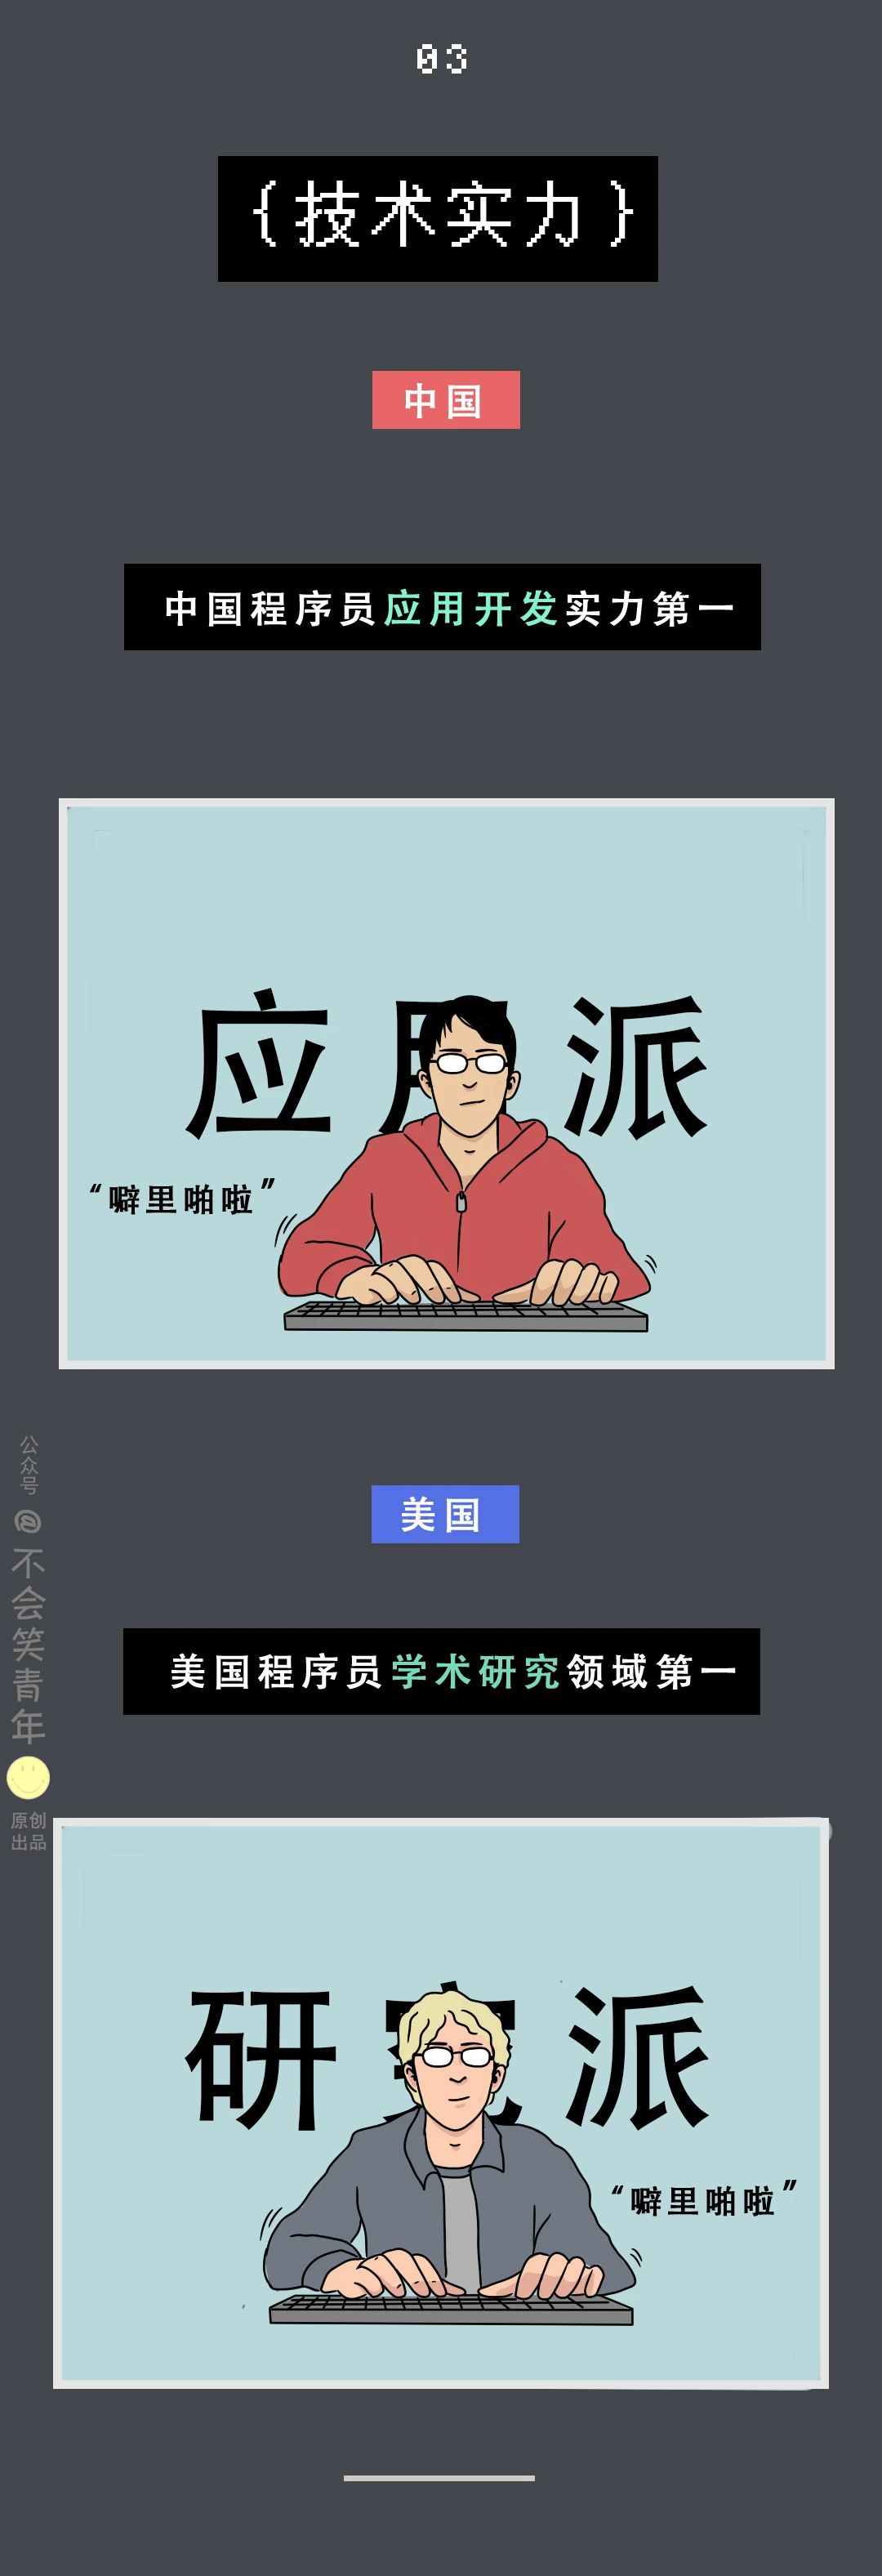 03
{技术实力}
中国
中国程序员应用开发实力第一
应用派
“噼里啪啦”
美国
美国程序员学术研究领域第一
研究派
“噼里啪啦”
公众号
@不会笑青年
原创
出品